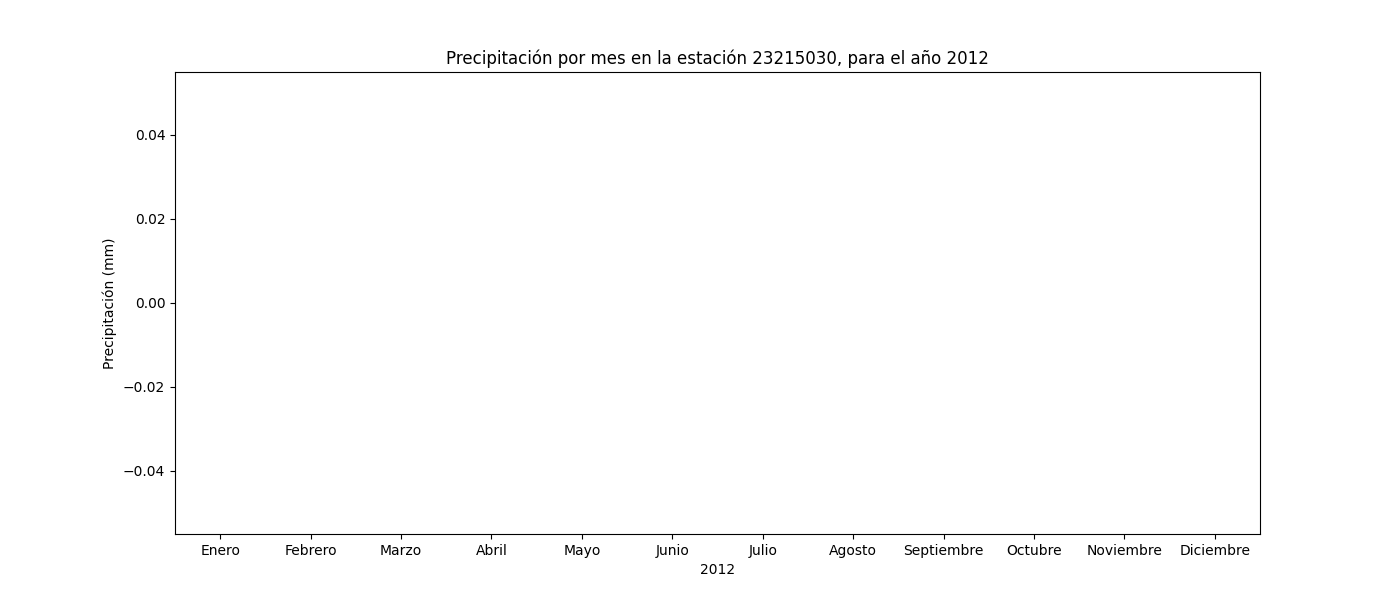 Precipitación por mes en la estación 23215030, para el año 2012
0.04
0.02
0.00
−0.02
−0.04
Precipitación (mm)
Enero Febrero Marzo Abril Mayo Junio Julio Agosto Septiembre Octubre Noviembre Diciembre
2012